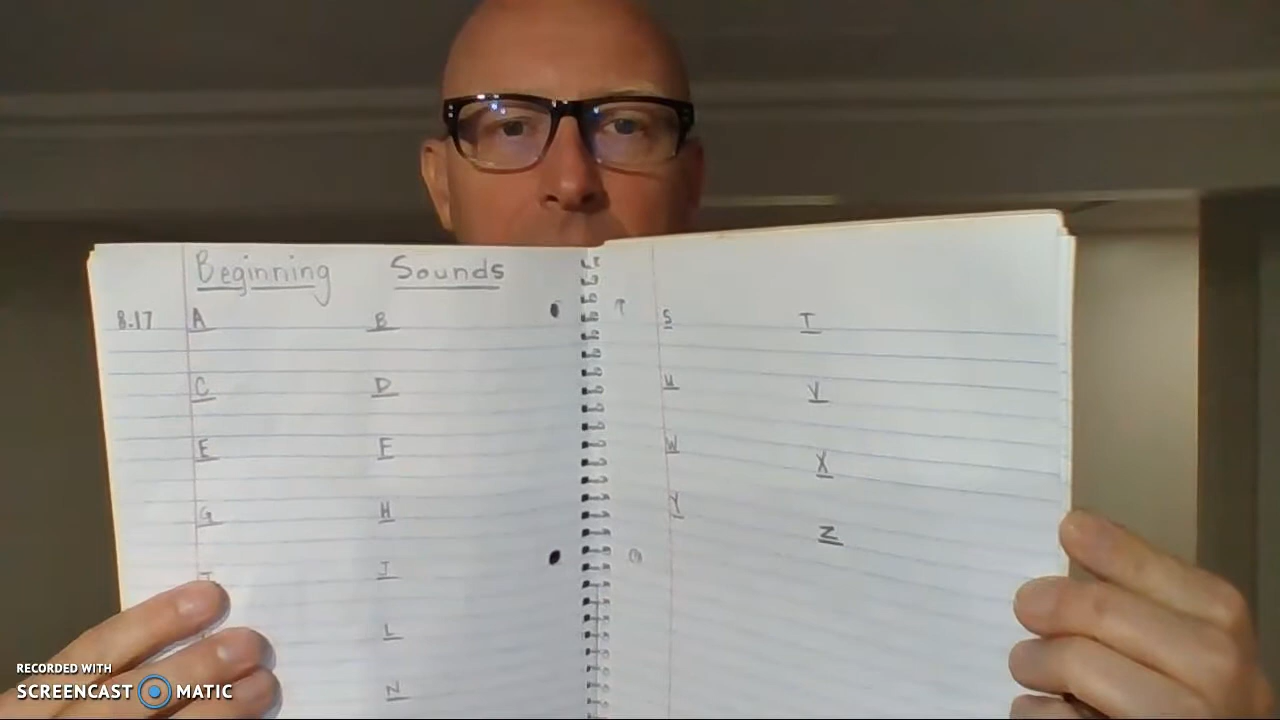 Beginning Sounds
8.17 A B
C D
E F
G H
I J
L
N
S T
U V
W X
Y Z
RECORDED WITH
SCREENCAST MATIC